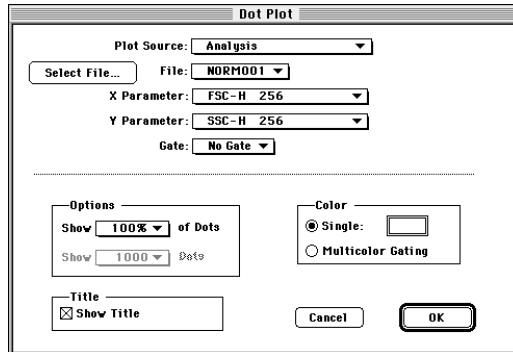 Dot Plot
Plot Source: Analysis
Select File... File: NORM001
X Parameter: FSC-H 256
Y Parameter: SSC-H 256
Gate: No Gate
Options
Show 100% of Dots
Show 1000 Dots
Color
Single:
Multicolor Gating
Title
Show Title
Cancel
OK